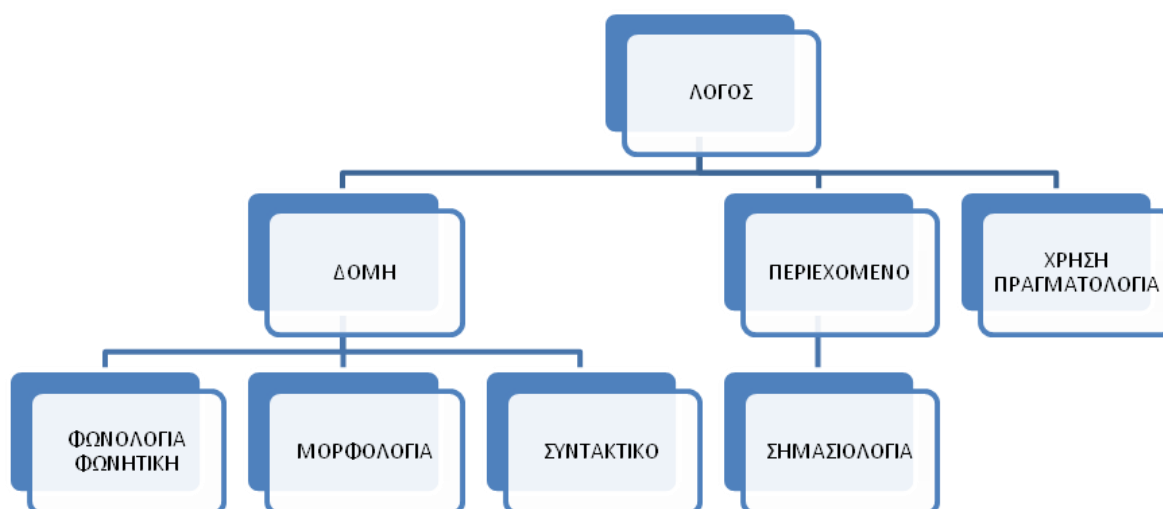 ΛΟΓΟΣ
ΔΟΜΗ
ΠΕΡΙΕΧΟΜΕΝΟ
ΧΡΗΣΗ
ΠΡΑΓΜΑΤΟΛΟΓΙΑ
ΦΩΝΟΛΟΓΙΑ
ΦΩΝΗΤΙΚΗ
ΜΟΡΦΟΛΟΓΙΑ
ΣΥΝΤΑΚΤΙΚΟ
ΣΗΜΑΣΙΟΛΟΓΙΑ